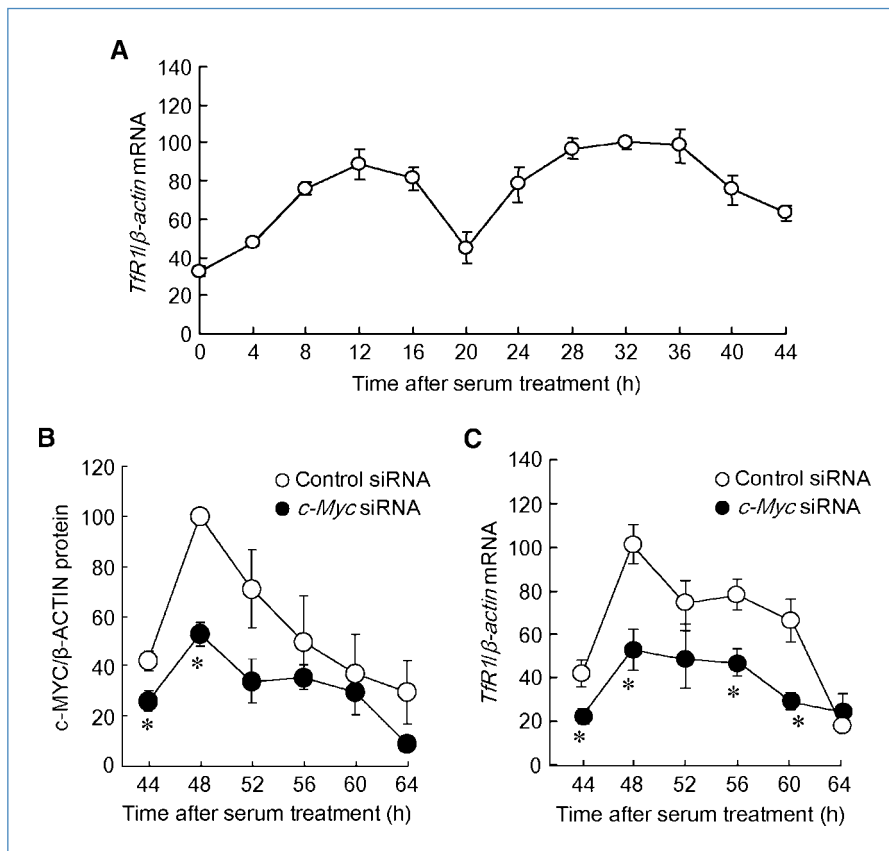 A
140
120
100
80
60
40
20
0
TfR1/β-actin mRNA
0 4 8 12 16 20 24 28 32 36 40 44
Time after serum treatment (h)
B
120
100
80
60
40
20
0
c-MYC/β-ACTIN protein
Control siRNA
c-Myc siRNA
*
*
44 48 52 56 60 64
Time after serum treatment (h)
C
140
120
100
80
60
40
20
0
TfR1/β-actin mRNA
Control siRNA
c-Myc siRNA
*
*
*
*
44 48 52 56 60 64
Time after serum treatment (h)